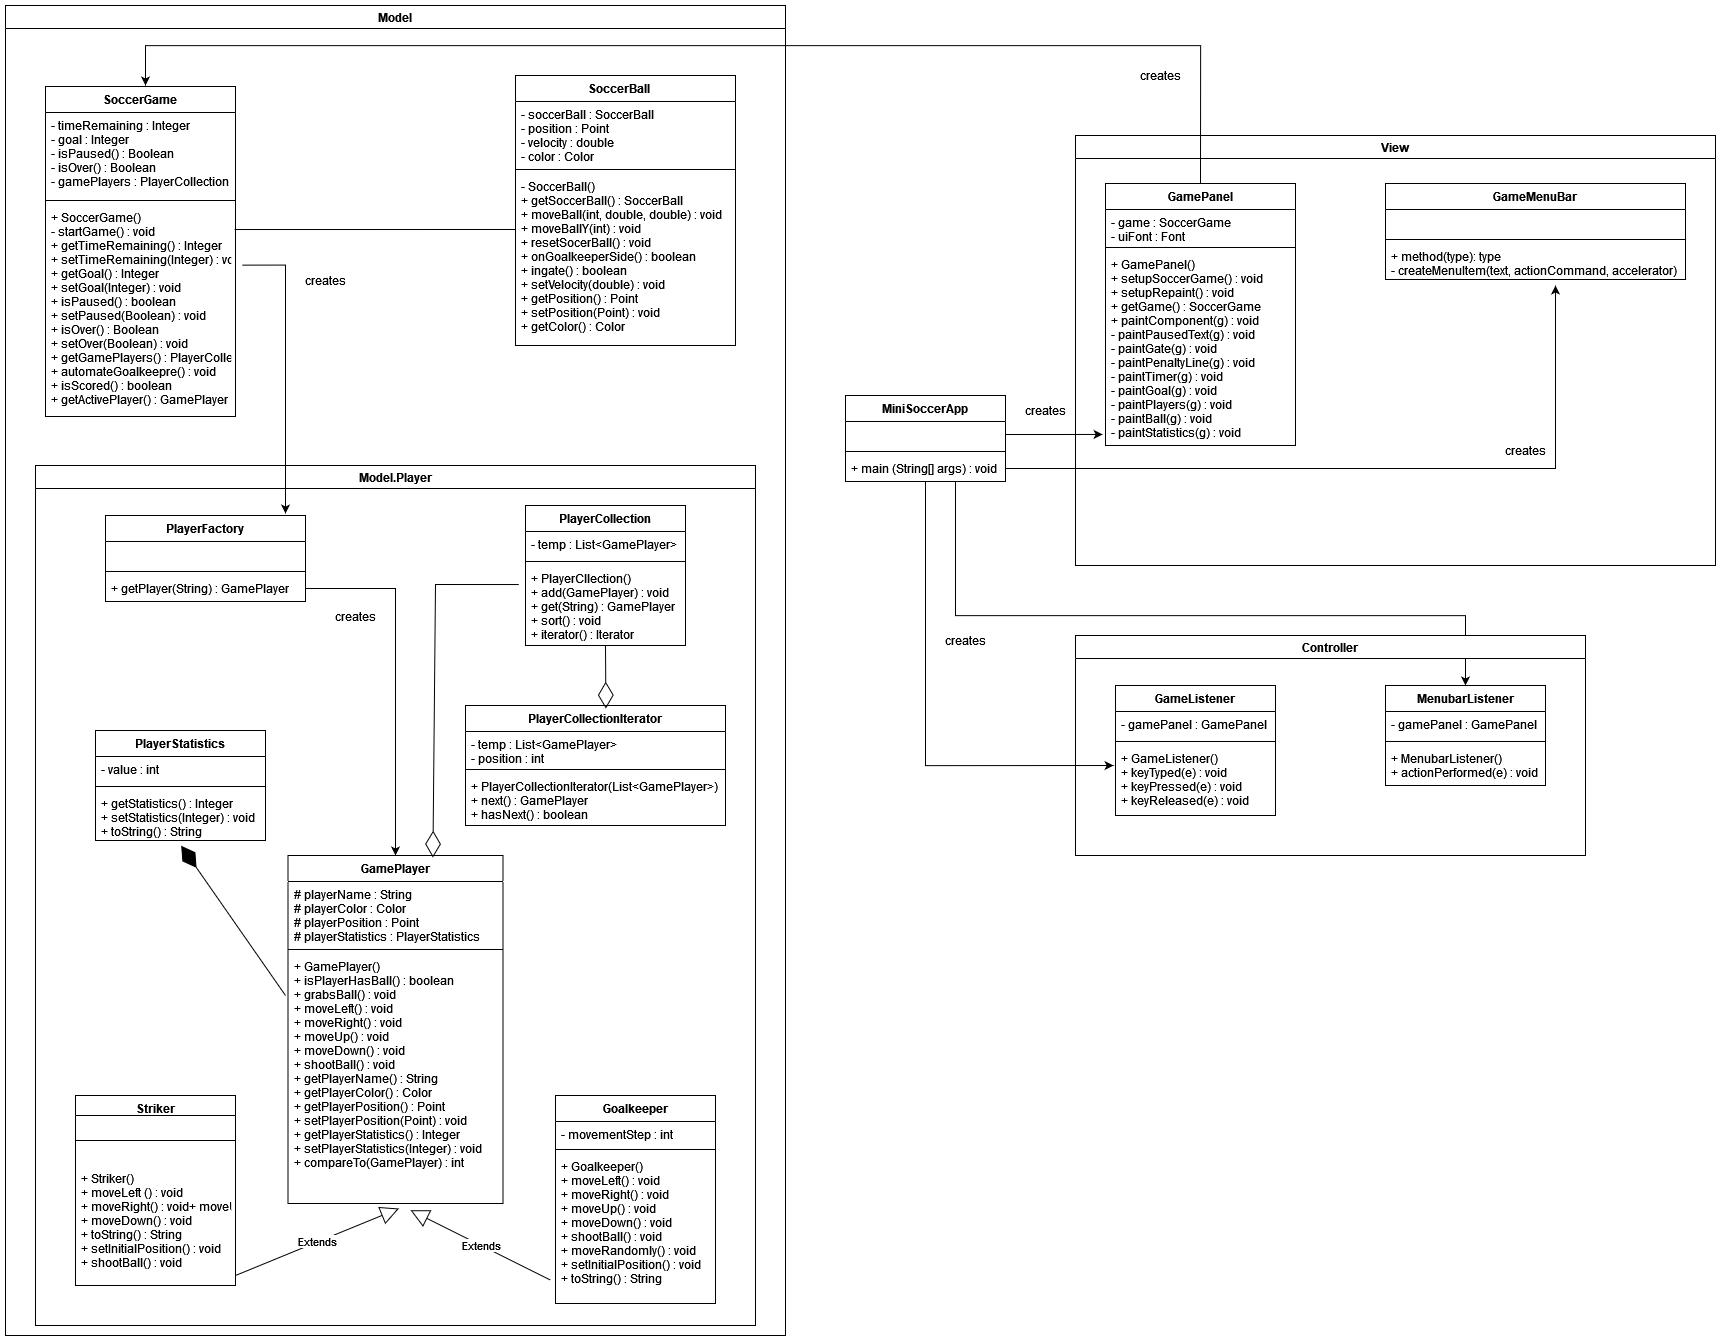 Model
SoccerGame
- timeRemaining : Integer
- goal : Integer
- isPaused() : Boolean
- isOver() : Boolean
- gamePlayers : PlayerCollection
+ SoccerGame()
- startGame() : void
+ getTimeRemaining() : Integer
+ setTimeRemaining(Integer) : vo
+ getGoal() : Integer
+ setGoal(Integer) : void
+ isPaused() : boolean
+ setPaused(Boolean) : void
+ isOver() : Boolean
+ setOver(Boolean) : void
+ getGamePlayers() : PlayerColle
+ automateGoalkeepre() : void
+ isScored() : boolean
+ getActivePlayer() : GamePlayer
SoccerBall
- soccerBall : SoccerBall
- position : Point
- velocity : double
- color : Color
- SoccerBall()
+ getSoccerBall() : SoccerBall
+ moveBall(int, double, double) : void
+ moveBallY(int) : void
+ resetSocerBall() : void
+ onGoalkeeperSide() : boolean
+ ingate() : boolean
+ setVelocity(double) : void
+ getPosition() : Point
+ setPosition(Point) : void
+ getColor() : Color
creates
creates
View
GamePanel
- game : SoccerGame
- uiFont : Font
+ GamePanel()
+ setupSoccerGame() : void
+ setupRepaint() : void
+ getGame() : SoccerGame
+ paintComponent(g) : void
- paintPausedText(g) : void
- paintGate(g) : void
- paintPenaltyLine(g) : void
- paintTimer(g) : void
- paintGoal(g) : void
- paintPlayers(g) : void
- paintBall(g) : void
- paintStatistics(g) : void
GameMenuBar
+ method(type): type
- createMenuItem(text, actionCommand, accelerator)
MiniSoccerApp
+ main (String[] args) : void
creates
creates
creates
Model.Player
PlayerFactory
+ getPlayer(String) : GamePlayer
creates
PlayerCollection
- temp : List<GamePlayer>
+ PlayerCllection()
+ add(GamePlayer) : void
+ get(String) : GamePlayer
+ sort() : void
+ iterator() : Iterator
PlayerCollectionIterator
- temp : List<GamePlayer>
- position : int
+ PlayerCollectionIterator(List<GamePlayer>)
+ next() : GamePlayer
+ hasNext() : boolean
PlayerStatistics
- value : int
+ getStatistics() : Integer
+ setStatistics(Integer) : void
+ toString() : String
GamePlayer
# playerName : String
# playerColor : Color
# playerPosition : Point
# playerStatistics : PlayerStatistics
+ GamePlayer()
+ isPlayerHasBall() : boolean
+ grabsBall() : void
+ moveLeft() : void
+ moveRight() : void
+ moveUp() : void
+ moveDown() : void
+ shootBall() : void
+ getPlayerName() : String
+ getPlayerColor() : Color
+ getPlayerPosition() : Point
+ setPlayerPosition(Point) : void
+ getPlayerStatistics() : Integer
+ setPlayerStatistics(Integer) : void
+ compareTo(GamePlayer) : int
Striker
+ Striker()
+ moveLeft () : void
+ moveRight() : void+ move
+ moveDown() : void
+ toString() : String
+ setInitialPosition() : void
+ shootBall() : void
Extends
Extends
Goalkeeper
- movementStep : int
+ Goalkeeper()
+ moveLeft() : void
+ moveRight() : void
+ moveUp() : void
+ moveDown() : void
+ shootBall() : void
+ moveRandomly() : void
+ setInitialPosition() : void
+ toString() : String
Controller
GameListener
- gamePanel : GamePanel
+ GameListener()
+ keyTyped(e) : void
+ keyPressed(e) : void
+ keyReleased(e) : void
MenubarListener
- gamePanel : GamePanel
+ MenubarListener()
+ actionPerformed(e) : void